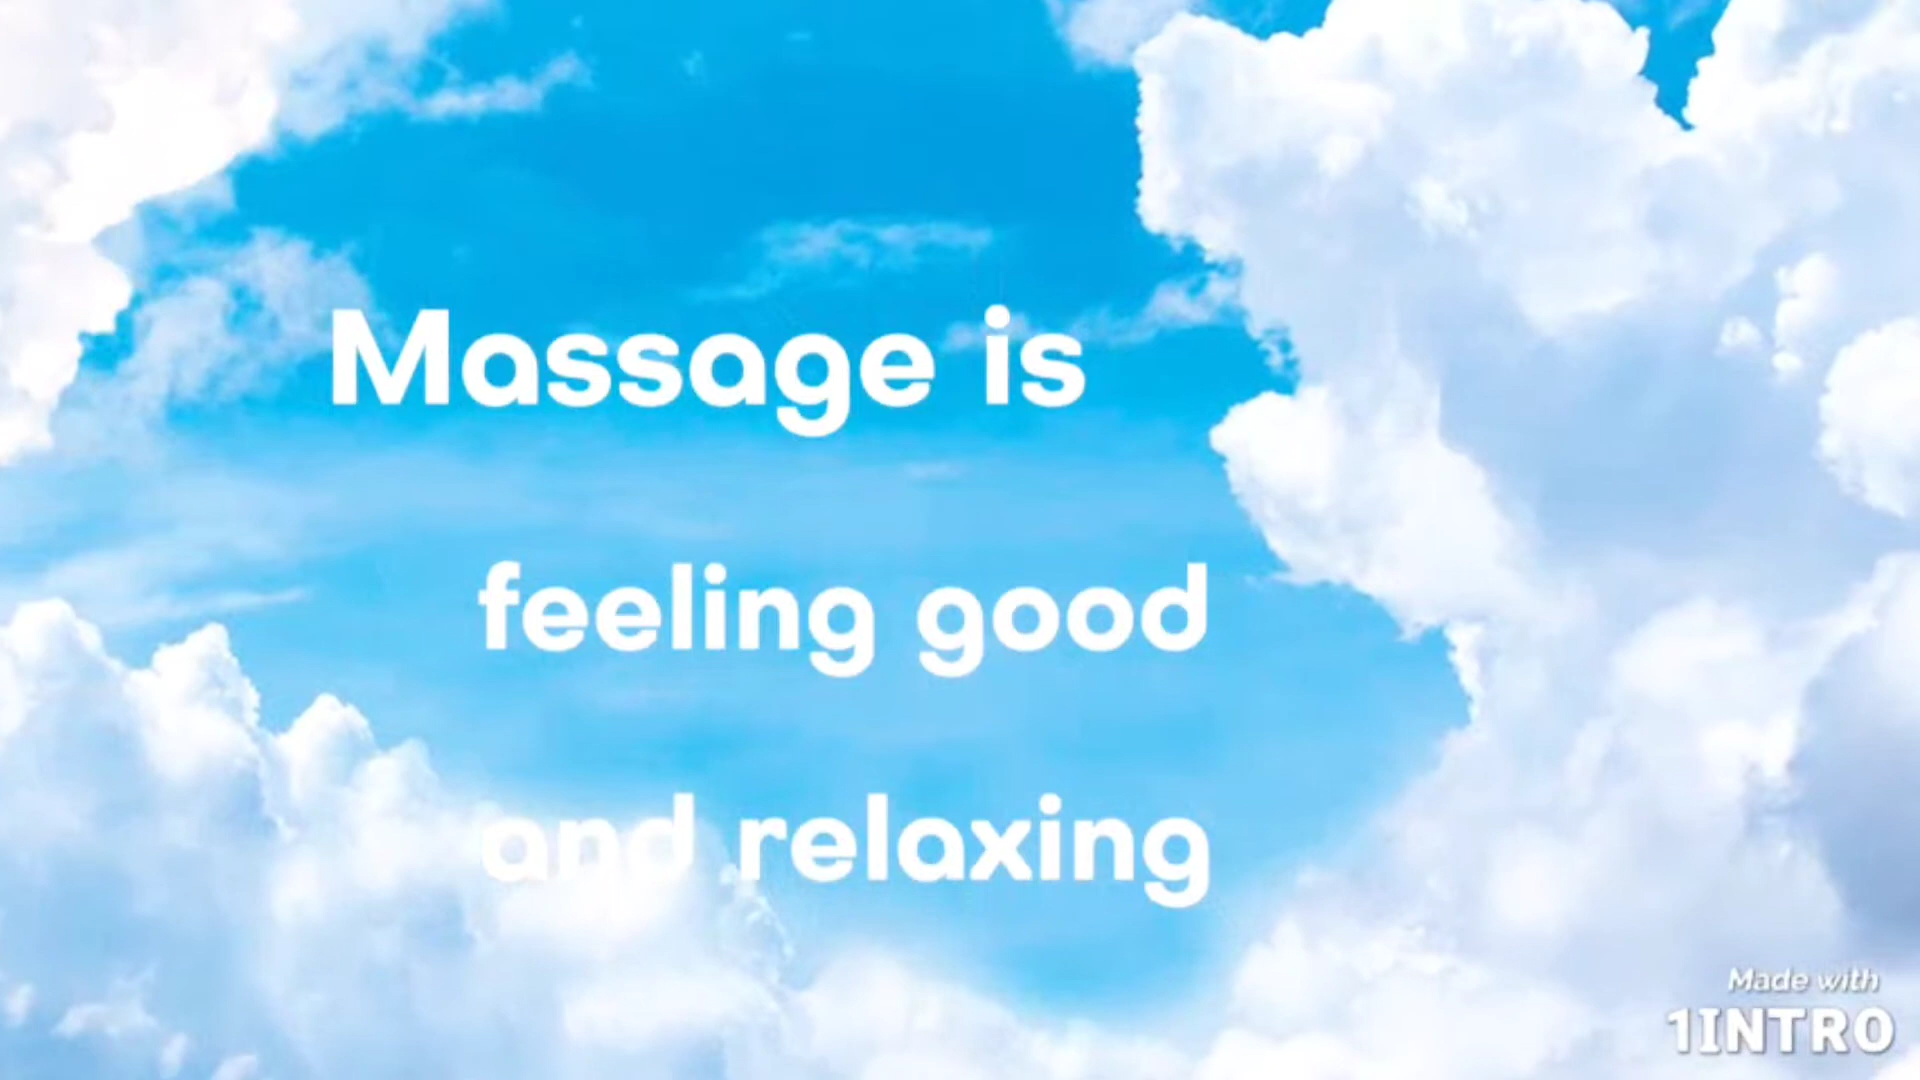 Massage is
feeling good
and relaxing
Made with
1INTRO